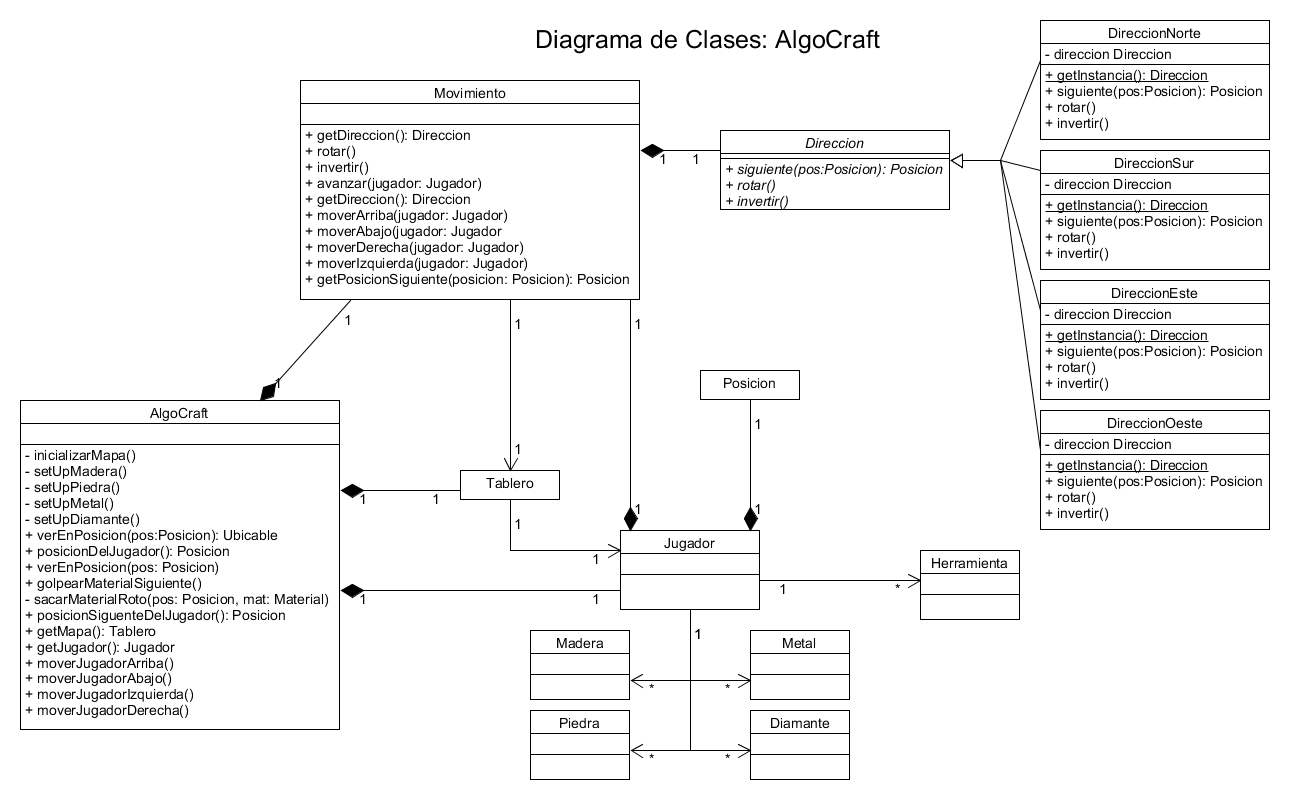 Diagrama de Clases: AlgoCraft
Movimiento
+ getDireccion(): Direccion
+ rotar()
+ invertir()
+ avanzar(jugador: Jugador)
+ getDireccion(): Direccion
+ moverArriba(jugador: Jugador)
+ moverAbajo(jugador: Jugador
+ moverDerecha(jugador: Jugador)
+ moverIzquierda(jugador: Jugador)
+ getPosicionSiguiente(posicion: Posicion): Posicion
1
1
Direccion
+ siguiente(pos:Posicion): Posicion
+ rotar()
+ invertir()
DireccionNorte
- direccion Direccion
+ getInstancia(): Direccion
+ siguiente(pos:Posicion): Posicion
+ rotar()
+ invertir()
DireccionSur
- direccion Direccion
+ getInstancia(): Direccion
+ siguiente(pos:Posicion): Posicion
+ rotar()
+ invertir()
DireccionEste
- direccion Direccion
+ getInstancia(): Direccion
+ siguiente(pos:Posicion): Posicion
+ rotar()
+ invertir()
DireccionOeste
- direccion Direccion
+ getInstancia(): Direccion
+ siguiente(pos:Posicion): Posicion
+ rotar()
+ invertir()
1
1
1
1
1
1
1
Posicion
1
1
AlgoCraft
- inicializarMapa()
- setUpMadera()
- setUpPiedra()
- setUpMetal()
- setUpDiamante()
+ verEnPosicion(pos:Posicion): Ubicable
+ posicionDelJugador(): Posicion
+ verEnPosicion(pos: Posicion)
+ golpearMaterialSiguiente()
- sacarMaterialRoto(pos: Posicion, mat: Material)
+ posicionSiguenteDelJugador(): Posicion
+ getMapa(): Tablero
+ getJugador(): Jugador
+ moverJugadorArriba()
+ moverJugadorAbajo()
+ moverJugadorIzquierda()
+ moverJugadorDerecha()
1
1
Tablero
1
1
1
Jugador
1
*
Herramienta
1
Madera
Metal
*
*
Piedra
Diamante
*
*